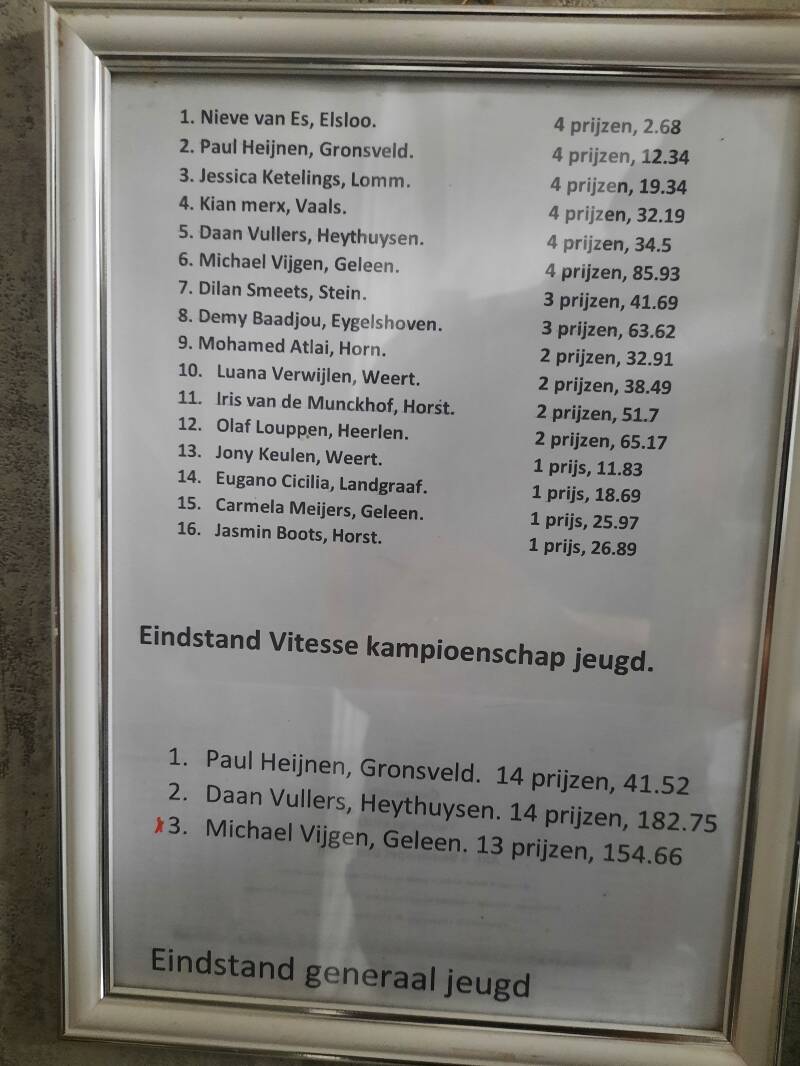 1. Nieve van Es, Elsloo. 4 prijzen, 2.68
2. Paul Heijnen, Gronsveld. 4 prijzen, 12.34
3. Jessica Ketelings, Lomm. 4 prijzen, 19.34
4. Kian merx, Vaals. 4 prijzen, 32.19
5. Daan Vullers, Heythuysen. 4 prijzen, 34.5
6. Michael Vijgen, Geleen. 4 prijzen, 85.93
7. Dilan Smeets, Stein. 3 prijzen, 41.69
8. Demy Baadjou, Eygelshoven. 3 prijzen, 63.62
9. Mohamed Atlai, Horn. 2 prijzen, 32.91
10. Luana Verwijlen, Weert. 2 prijzen, 38.49
11. Iris van de Munckhof, Horst. 2 prijzen, 51.7
12. Olaf Louppen, Heerlen. 2 prijzen, 65.17
13. Jony Keulen, Weert. 1 prijs, 11.83
14. Eugano Cicilia, Landgraaf. 1 prijs, 18.69
15. Carmela Meijers, Geleen. 1 prijs, 25.97
16. Jasmin Boots, Horst. 1 prijs, 26.89
Eindstand Vitesse kampioenschap jeugd.
1. Paul Heijnen, Gronsveld. 14 prijzen, 41.52
2. Daan Vullers, Heythuysen. 14 prijzen, 182.75
3. Michael Vijgen, Geleen. 13 prijzen, 154.66
Eindstand generaal jeugd